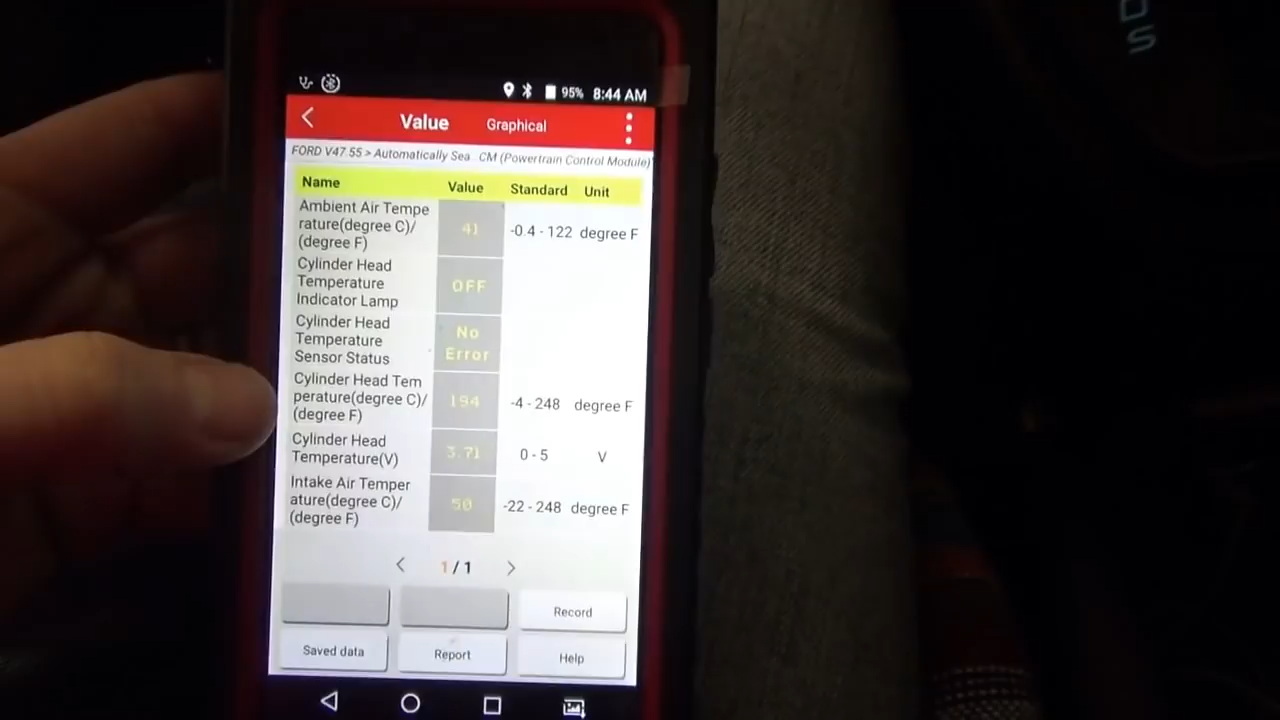 95% 8:44 AM
Value Graphical
FORD V47.55 > Automatically Sea...CM (Powertrain Control Module)
Name Value Standard Unit
Ambient Air Tempe
rature(degree C)/
(degree F)
41 -0.4 - 122 degree F
Cylinder Head
Temperature
Indicator Lamp
OFF
Cylinder Head
Temperature
Sensor Status
No
Error
Cylinder Head Tem
perature(degree C)/
(degree F)
194 -4 - 248 degree F
Cylinder Head
Temperature(V)
3.71 0 - 5 V
Intake Air Temper
ature(degree C)/
(degree F)
50 -22 - 248 degree F
1 / 1
Record
Saved data Report Help